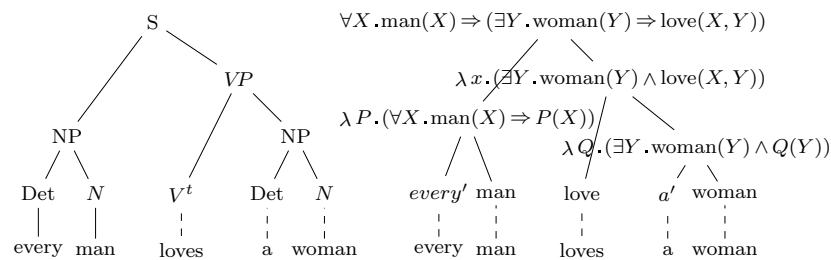 S ∀X.man(X) ⇒ (∃Y.woman(Y) ⇒ love(X, Y))
VP λx.(∃Y.woman(Y) ∧ love(X, Y))
λP.(∀X.man(X) ⇒ P(X))
NP NP λQ.(∃Y.woman(Y) ∧ Q(Y))
Det N V^t Det N every′ man love a′ woman
every man loves a woman every man loves a woman